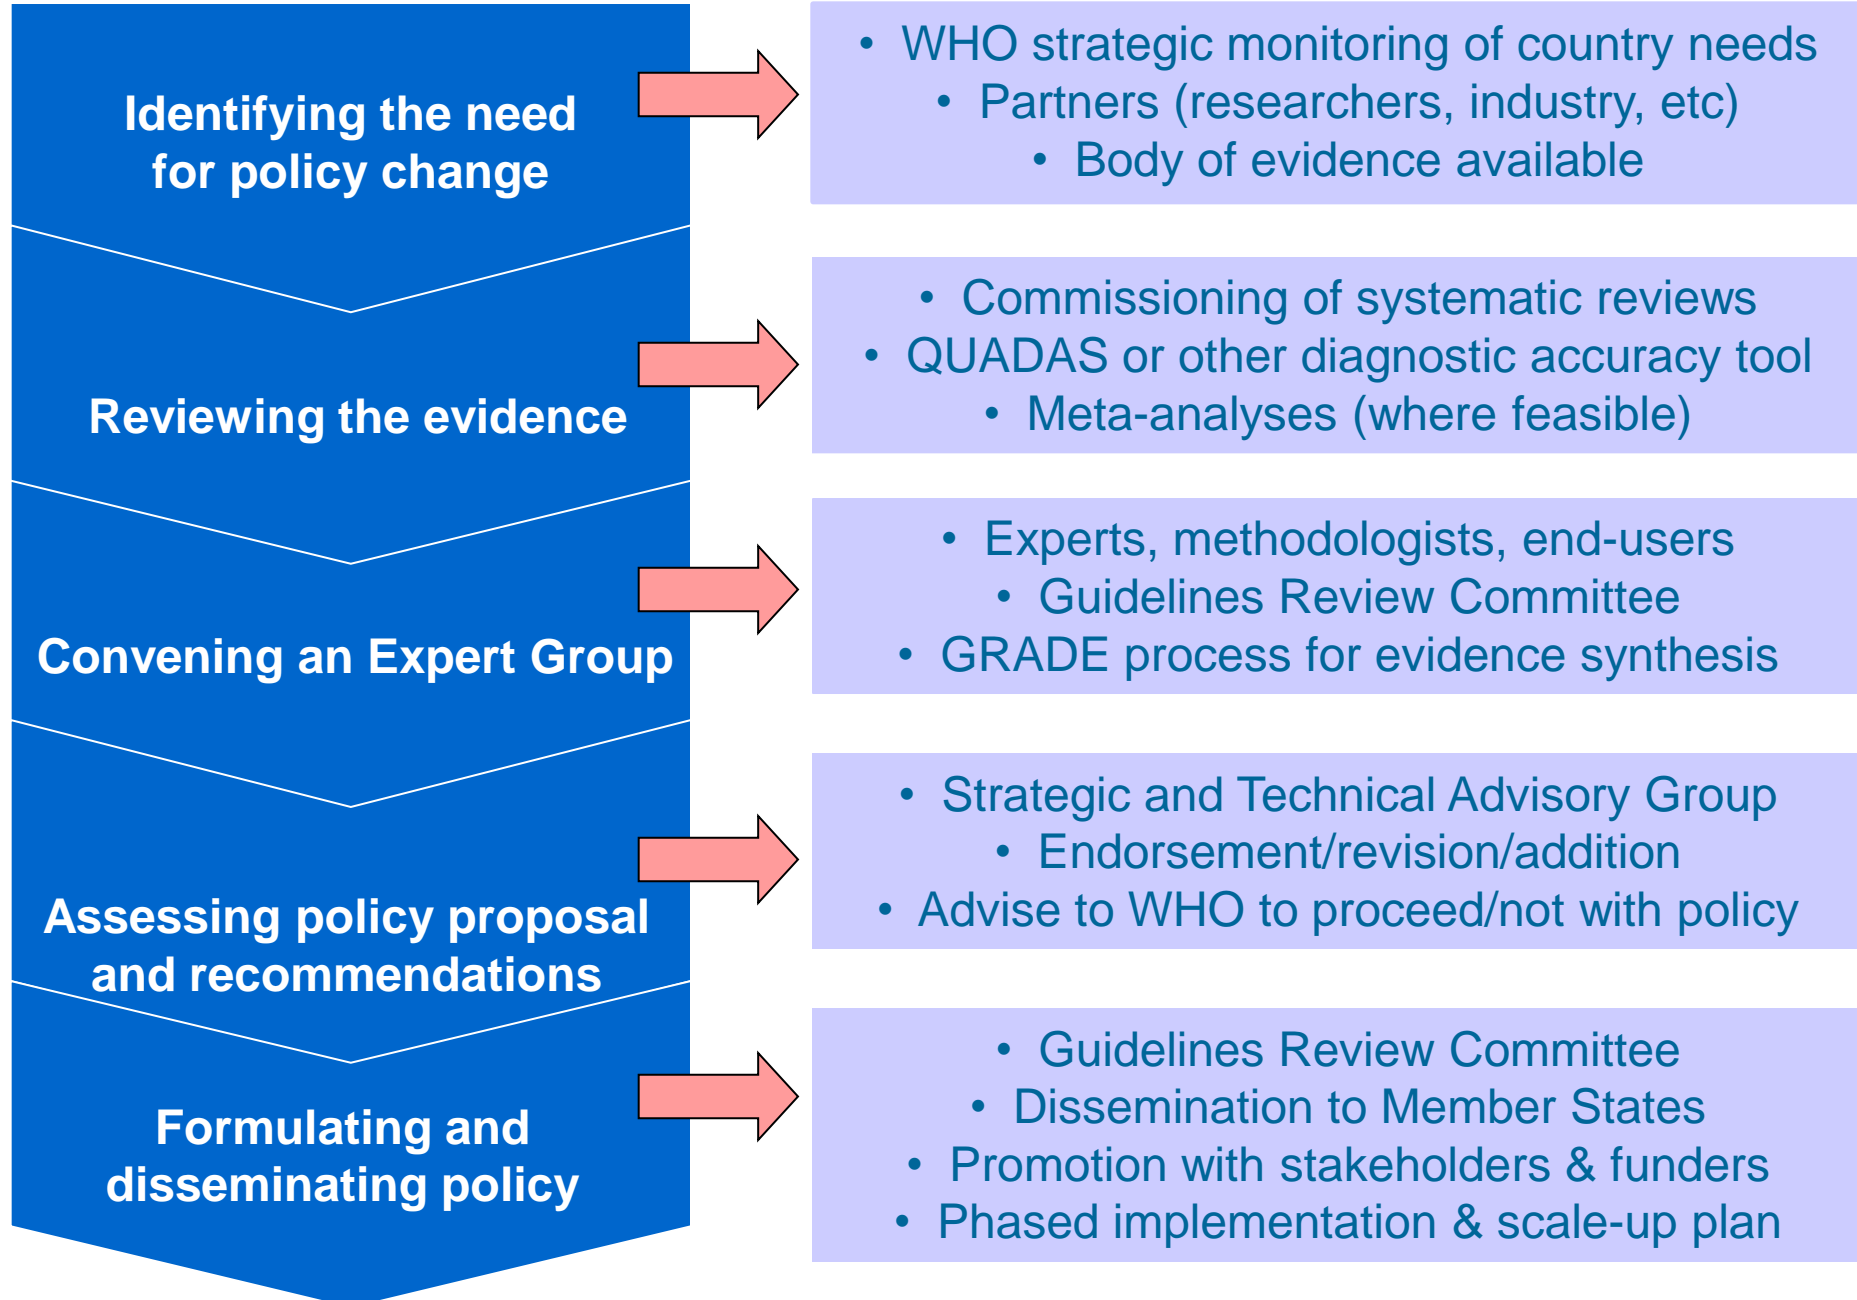 Identifying the need
for policy change
• WHO strategic monitoring of country needs
• Partners (researchers, industry, etc)
• Body of evidence available
Reviewing the evidence
• Commissioning of systematic reviews
• QUADAS or other diagnostic accuracy tool
• Meta-analyses (where feasible)
Convening an Expert Group
• Experts, methodologists, end-users
• Guidelines Review Committee
• GRADE process for evidence synthesis
Assessing policy proposal
and recommendations
• Strategic and Technical Advisory Group
• Endorsement/revision/addition
• Advise to WHO to proceed/not with policy
Formulating and
disseminating policy
• Guidelines Review Committee
• Dissemination to Member States
• Promotion with stakeholders & funders
• Phased implementation & scale-up plan